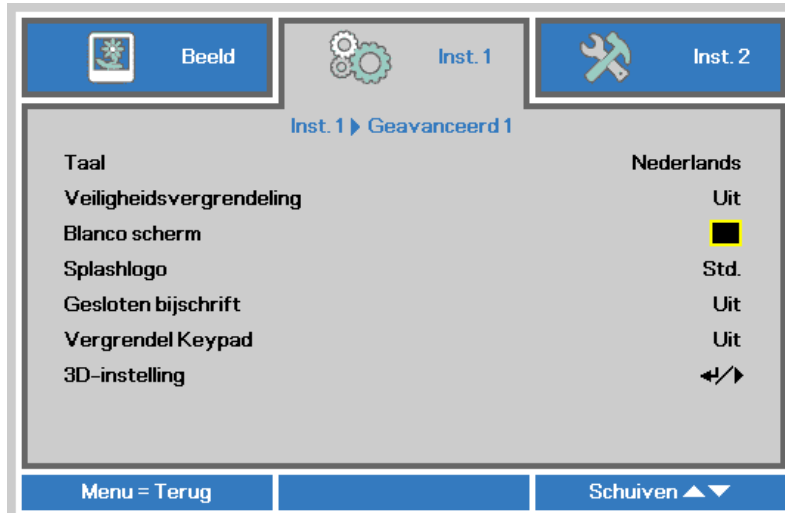 Beeld
Inst. 1
Inst. 2
Inst. 1 Geavanceerd 1
Taal Nederlands
Veiligheidsvergrendeling Uit
Blanco scherm
Splashlogo Std.
Gesloten bijschrift Uit
Vergrendel Keypad Uit
3D-instelling
Menu = Terug
Schuiven